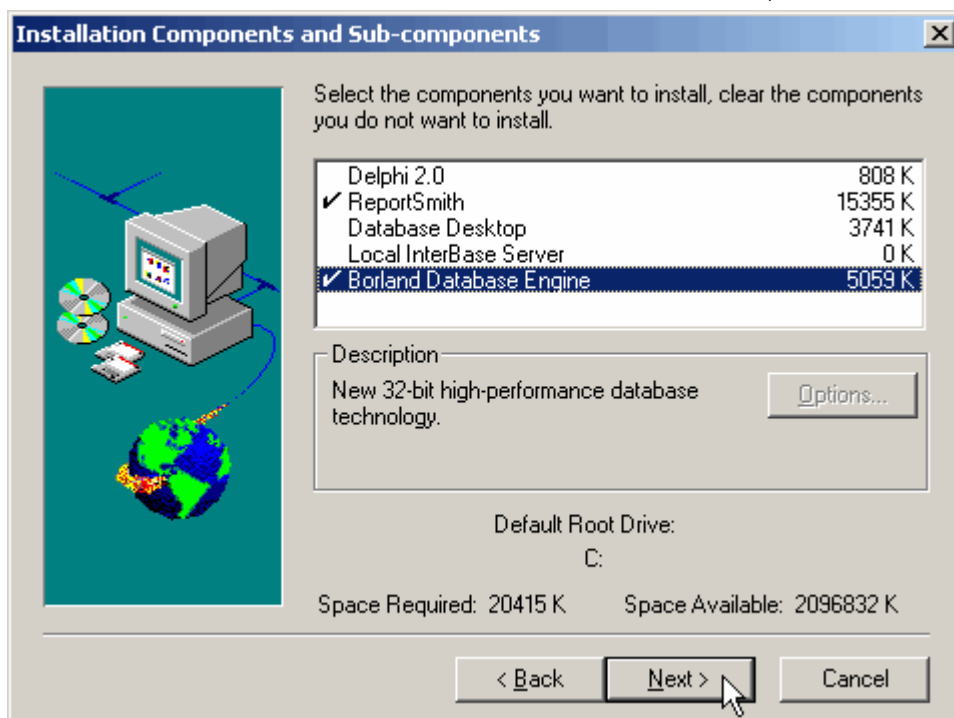 Installation Components and Sub-components
Select the components you want to install, clear the components
you do not want to install.
Delphi 2.0 808 K
✔ ReportSmith 15355 K
Database Desktop 3741 K
Local InterBase Server 0 K
✔ Borland Database Engine 5059 K
Description
New 32-bit high-performance database
technology.
Options...
Default Root Drive:
C:
Space Required: 20415 K Space Available: 2096832 K
< Back Next > Cancel